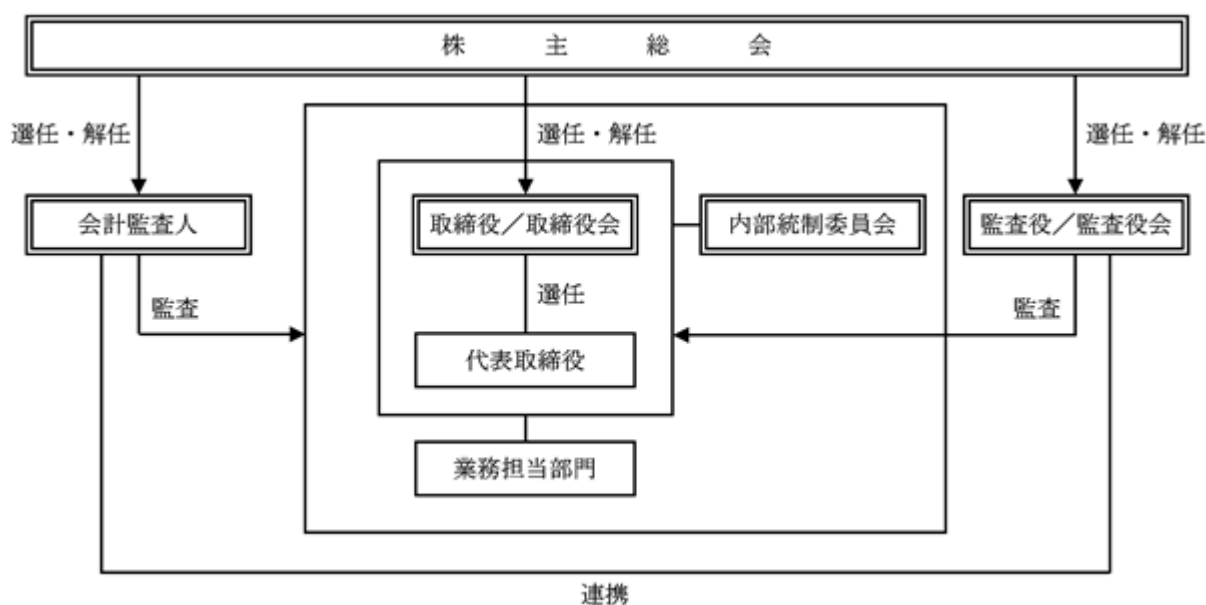 株主総会
選任・解任
選任・解任
選任・解任
会計監査人
取締役／取締役会
内部統制委員会
監査役／監査役会
監査
選任
監査
代表取締役
業務担当部門
連携